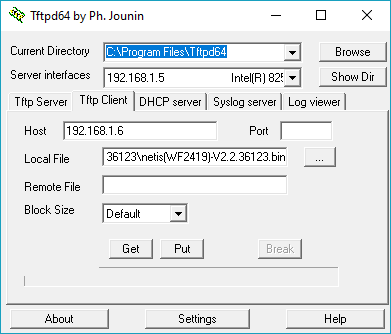 Tftpd64 by Ph. Jounin
Current Directory C:\Program Files\Tftpd64 Browse
Server interfaces 192.168.1.5 Intel(R) 825 Show Dir
Tftp Server Tftp Client DHCP server Syslog server Log viewer
Host 192.168.1.6 Port
Local File 36123\netis(WF2419)-V2.2.36123.bin ...
Remote File
Block Size Default
Get Put Break
About Settings Help